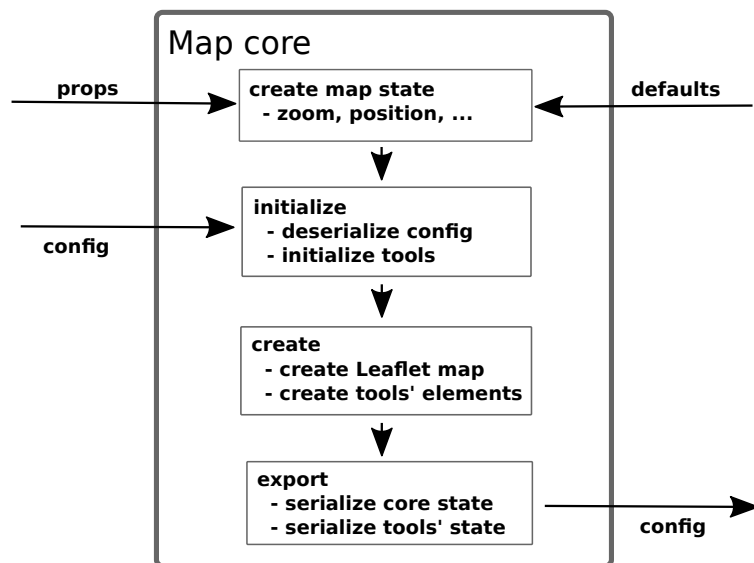 Map core
props
create map state
- zoom, position, ...
defaults
initialize
- deserialize config
- initialize tools
config
create
- create Leaflet map
- create tools' elements
export
- serialize core state
- serialize tools' state
config